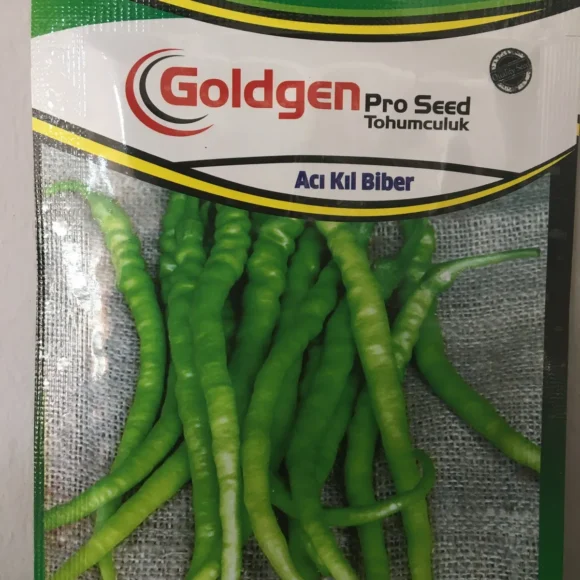 Goldgen Pro Seed
Tohumculuk
Acı Kıl Biber